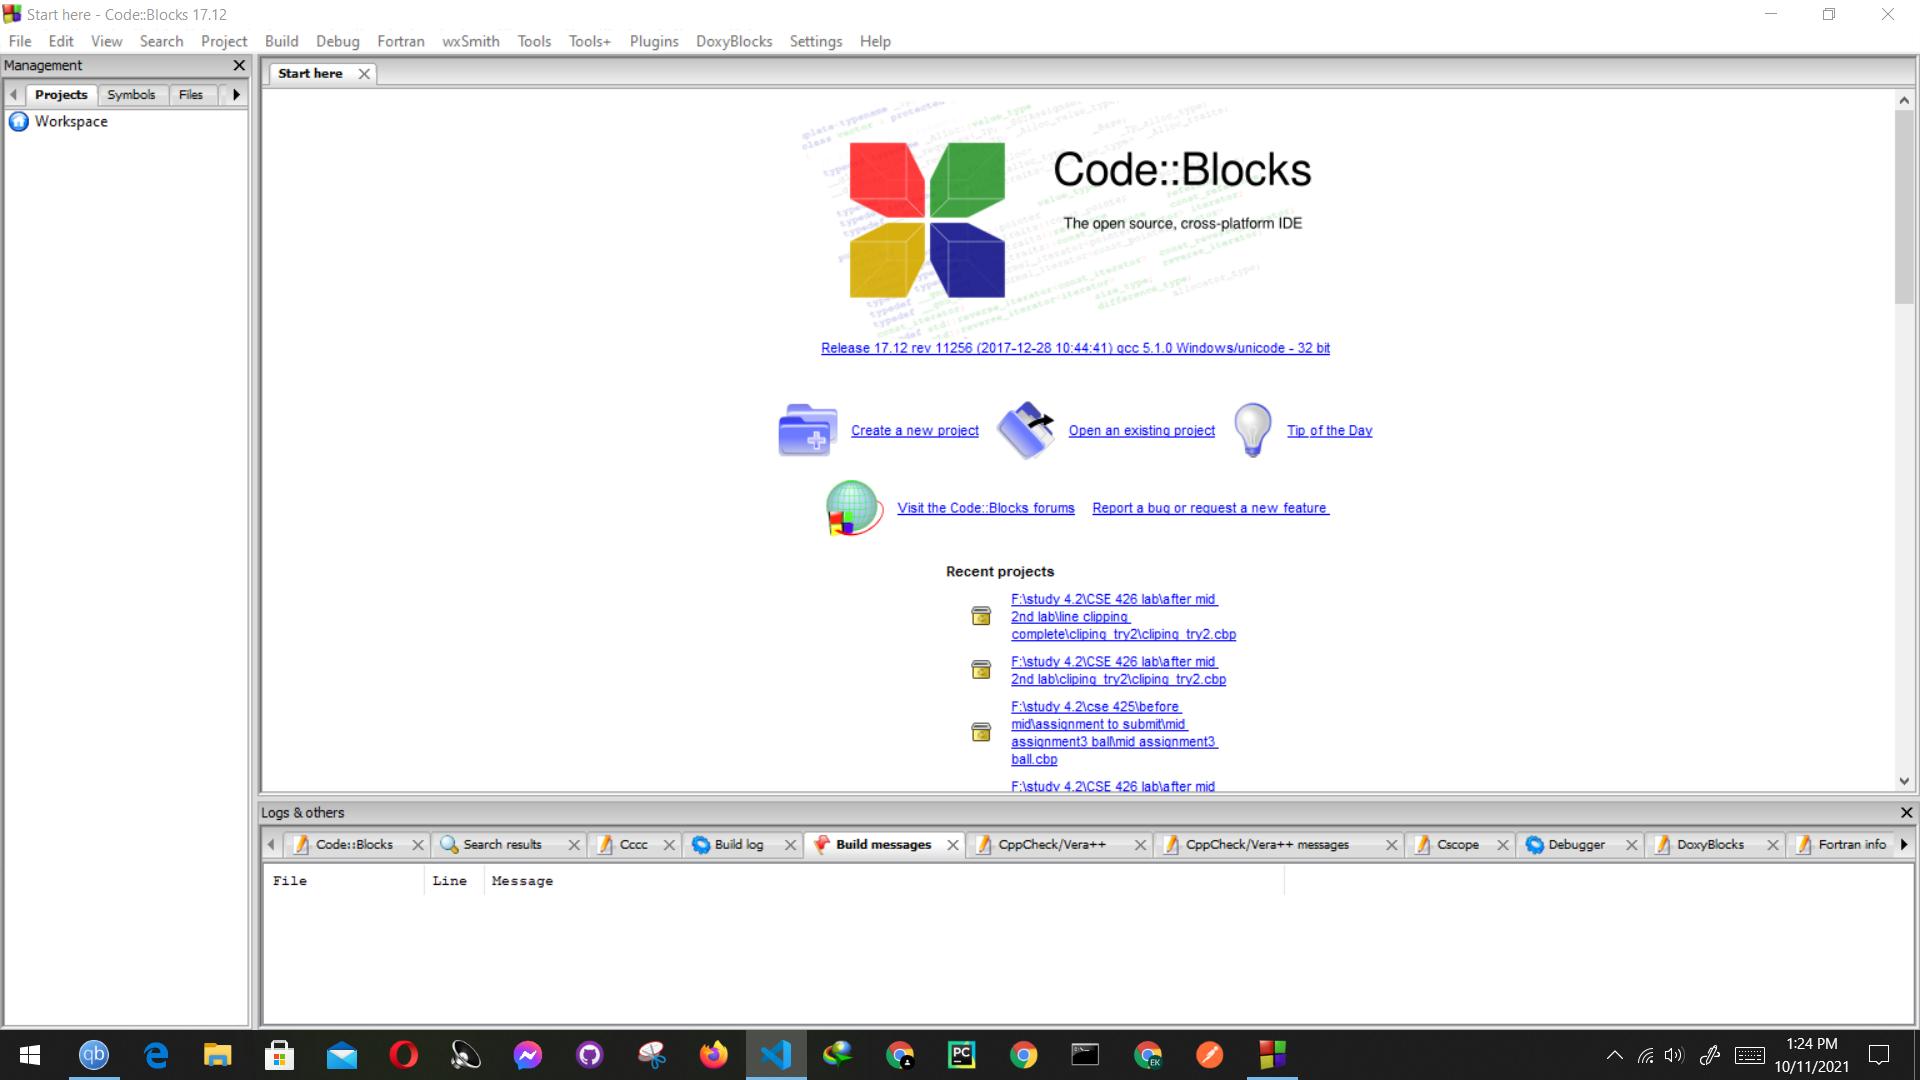 Start here - Code::Blocks 17.12
File Edit View Search Project Build Debug Fortran wxSmith Tools Tools+ Plugins DoxyBlocks Settings Help
Management
Projects Symbols Files
Workspace
Start here
Code::Blocks
The open source, cross-platform IDE
Release 17.12 rev 11256 (2017-12-28 10:44:41) gcc 5.1.0 Windows/unicode - 32 bit
Create a new project Open an existing project Tip of the Day
Visit the Code::Blocks forums Report a bug or request a new feature
Recent projects
F:\study 4.2\CSE 426 lab\after mid
2nd lab\line clipping
complete\cliping_try2\cliping_try2.cbp
F:\study 4.2\CSE 426 lab\after mid
2nd lab\cliping_try2\cliping_try2.cbp
F:\study 4.2\cse 425\before
mid\assignment to submit\mid
assignment3 ball\mid assignment3
ball.cbp
F:\study 4.2\CSE 426 lab\after mid
Logs & others
Code::Blocks Search results Cccc Build log Build messages CppCheck/Vera++ CppCheck/Vera++ messages Cscope Debugger DoxyBlocks Fortran info
File Line Message
qb PC EK
1:24 PM
10/11/2021